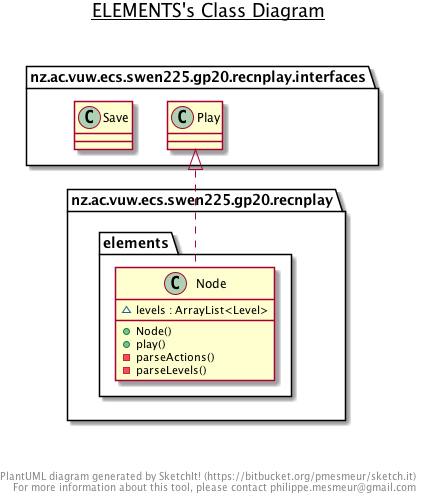 ELEMENTS's Class Diagram
nz.ac.vuw.ecs.swen225.gp20.recnplay.interfaces
C Save
C Play
nz.ac.vuw.ecs.swen225.gp20.recnplay
elements
C Node
levels : ArrayList<Level>
Node()
play()
parseActions()
parseLevels()
PlantUML diagram generated by SketchIt! (https://bitbucket.org/pmesmeur/sketch.it)
For more information about this tool, please contact philippe.mesmeur@gmail.com